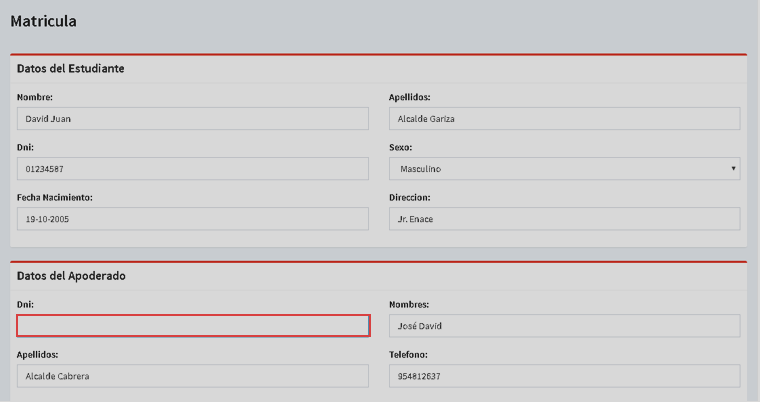 Matricula
Datos del Estudiante
Nombre: Apellidos:
David Juan Alcalde Gariza
Dni: Sexo:
01234587 Masculino
Fecha Nacimiento: Direccion:
19-10-2005 Jr. Enace
Datos del Apoderado
Dni: Nombres:
José David
Apellidos: Telefono:
Alcalde Cabrera 954812637